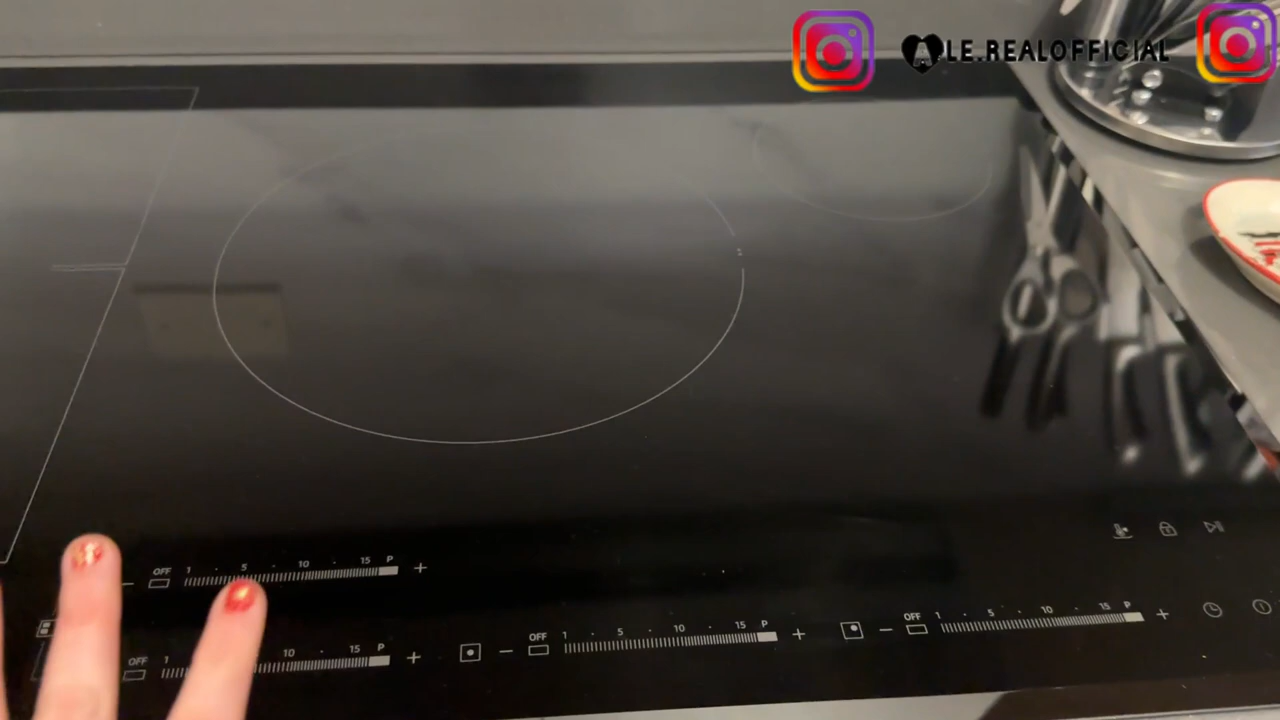 ALE.REALOFFICIAL
OFF 1 · 5 · 10 · 15 P
− +
OFF 1 10 · 15 P
+
− OFF 1 · 5 · 10 · 15 P
+
− OFF 1 · 5 · 10 · 15 P
+